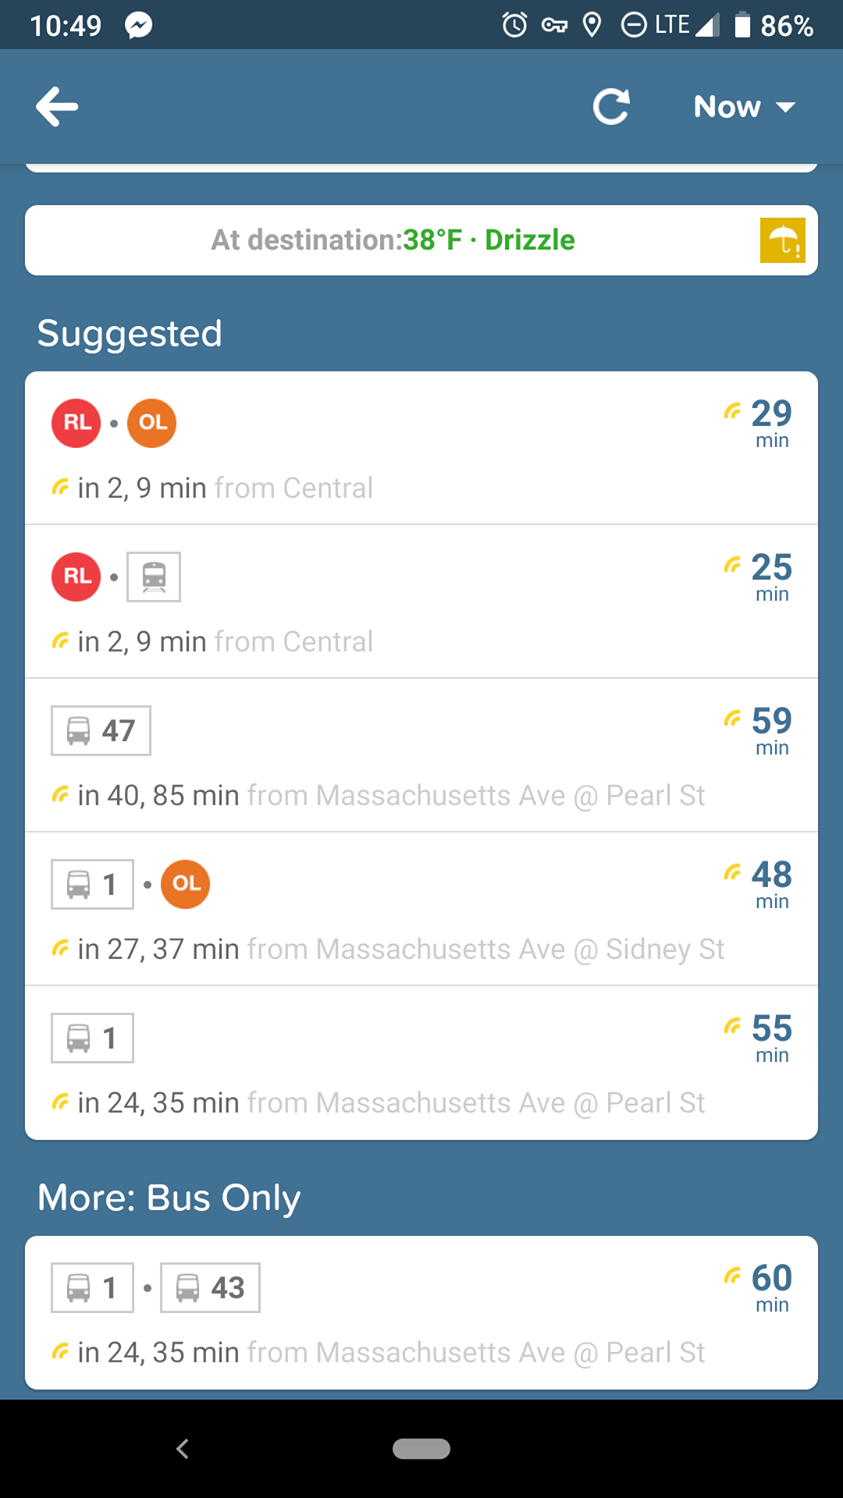 10:49 LTE 86%
Now
At destination:38°F · Drizzle
Suggested
RL • OL 29
min
in 2, 9 min from Central
RL • 25
min
in 2, 9 min from Central
47 59
min
in 40, 85 min from Massachusetts Ave @ Pearl St
1 • OL 48
min
in 27, 37 min from Massachusetts Ave @ Sidney St
1 55
min
in 24, 35 min from Massachusetts Ave @ Pearl St
More: Bus Only
1 • 43 60
min
in 24, 35 min from Massachusetts Ave @ Pearl St